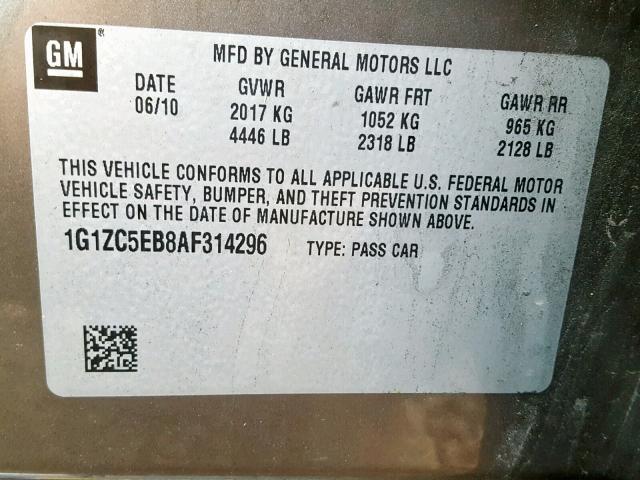 GM
MFD BY GENERAL MOTORS LLC
DATE GVWR GAWR FRT GAWR RR
06/10 2017 KG 1052 KG 965 KG
4446 LB 2318 LB 2128 LB
THIS VEHICLE CONFORMS TO ALL APPLICABLE U.S. FEDERAL MOTOR
VEHICLE SAFETY, BUMPER, AND THEFT PREVENTION STANDARDS IN
EFFECT ON THE DATE OF MANUFACTURE SHOWN ABOVE.
1G1ZC5EB8AF314296 TYPE: PASS CAR